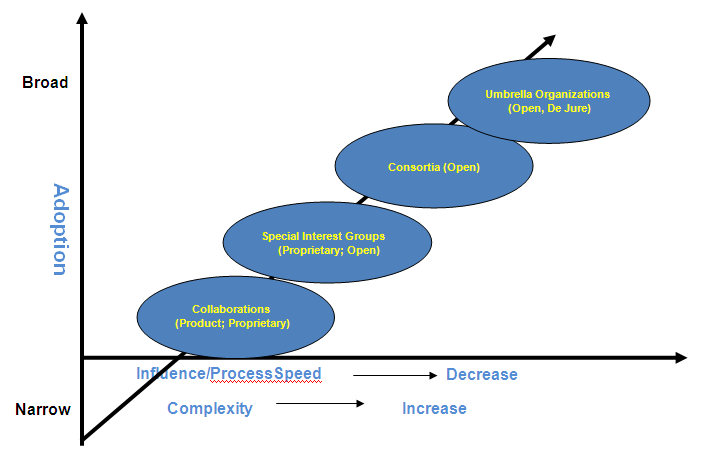 Broad
Umbrella Organizations
(Open, De Jure)
Consortia (Open)
Adoption
Special Interest Groups
(Proprietary; Open)
Collaborations
(Product; Proprietary)
Influence/ProcessSpeed
Decrease
Narrow
Complexity
Increase